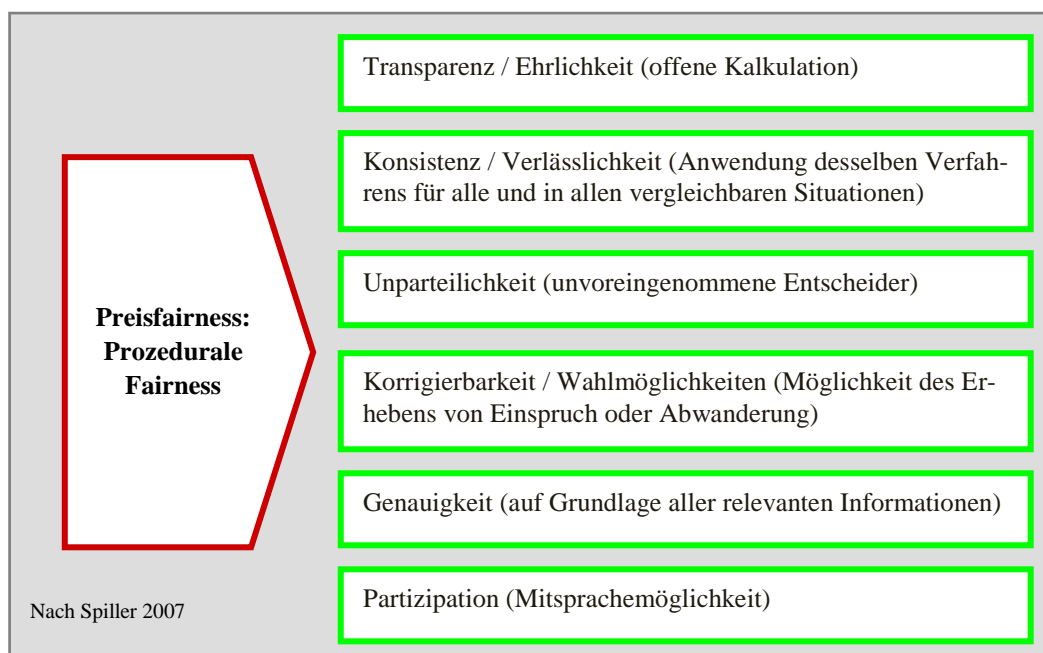 Transparenz / Ehrlichkeit (offene Kalkulation)
Konsistenz / Verlässlichkeit (Anwendung desselben Verfah-
rens für alle und in allen vergleichbaren Situationen)
Unparteilichkeit (unvoreingenommene Entscheider)
Preisfairness:
Prozedurale
Fairness
Korrigierbarkeit / Wahlmöglichkeiten (Möglichkeit des Er-
hebens von Einspruch oder Abwanderung)
Genauigkeit (auf Grundlage aller relevanten Informationen)
Partizipation (Mitsprachemöglichkeit)
Nach Spiller 2007